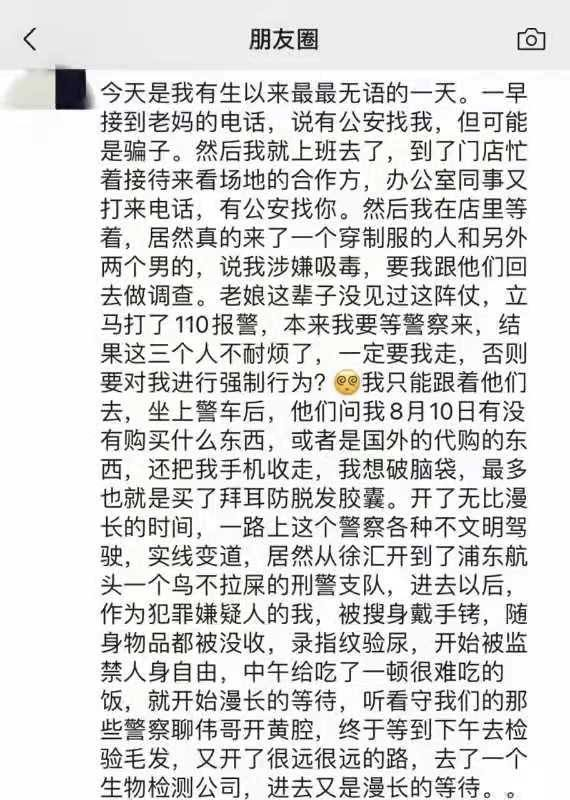 朋友圈
今天是我有生以来最最无语的一天。一早
接到老妈的电话，说有公安找我，但可能
是骗子。然后我就上班去了，到了门店忙
着接待来看场地的合作方，办公室同事又
打来电话，有公安找你。然后我在店里等
着，居然真的来了一个穿制服的人和另外
两个男的，说我涉嫌吸毒，要我跟他们回
去做调查。老娘这辈子没见过这阵仗，立
马打了110报警，本来我要等警察来，结
果这三个人不耐烦了，一定要我走，否则
要对我进行强制行为？😵‍💫我只能跟着他们
去，坐上警车后，他们问我8月10日有没
有购买什么东西，或者是国外的代购的东
西，还把我手机收走，我想破脑袋，最多
也就是买了拜耳防脱发胶囊。开了无比漫
长的时间，一路上这个警察各种不文明驾
驶，实线变道，居然从徐汇开到了浦东航
头一个鸟不拉屎的刑警支队，进去以后，
作为犯罪嫌疑人的我，被搜身戴手铐，随
身物品都被没收，录指纹验尿，开始被监
禁人身自由，中午给吃了一顿很难吃的
饭，就开始漫长的等待，听看守我们的那
些警察聊伟哥开黄腔，终于等到下午去检
验毛发，又开了很远很远的路，去了一个
生物检测公司，进去又是漫长的等待。。